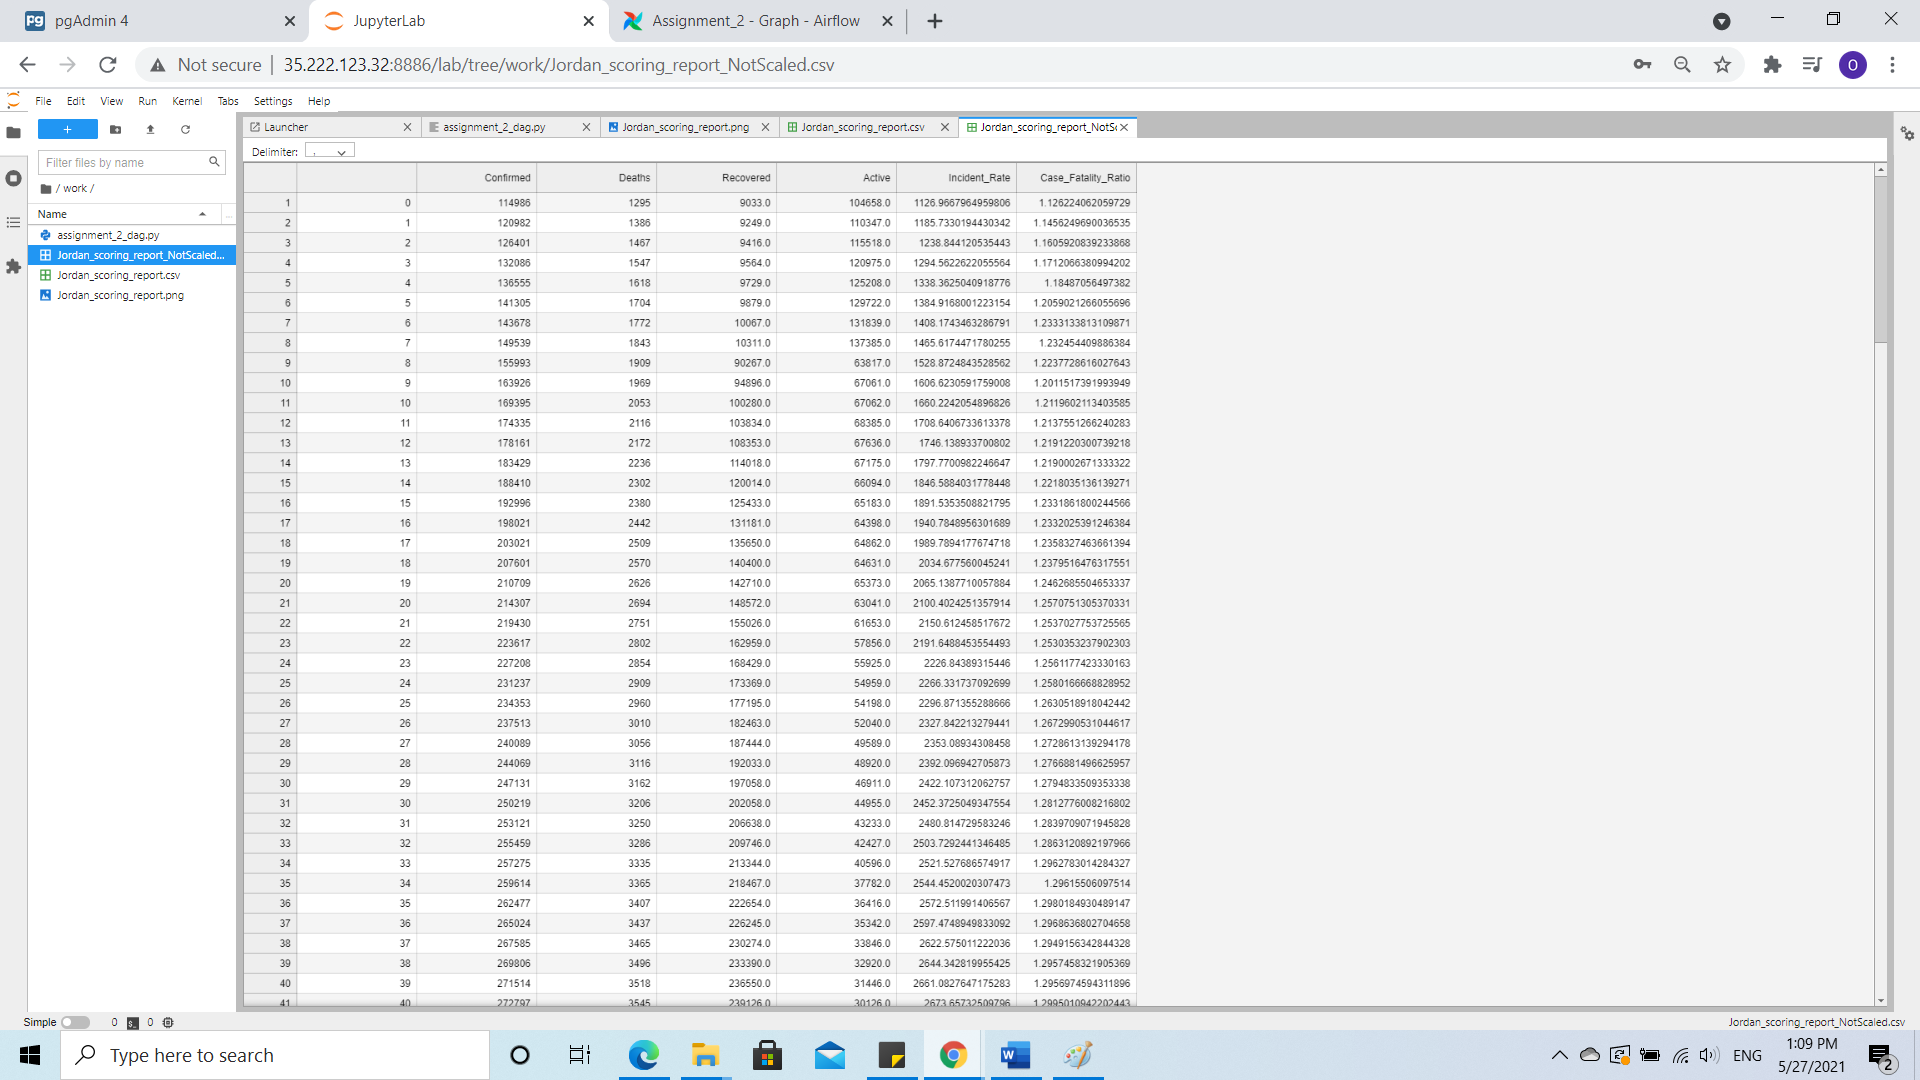 pgAdmin 4
JupyterLab
Assignment_2 - Graph - Airflow
Not secure | 35.222.123.32:8886/lab/tree/work/Jordan_scoring_report_NotScaled.csv
O
File Edit View Run Kernel Tabs Settings Help
Launcher
assignment_2_dag.py
Jordan_scoring_report.png
Jordan_scoring_report.csv
Jordan_scoring_report_NotSc
Filter files by name
/ work /
Name
assignment_2_dag.py
Jordan_scoring_report_NotScaled...
Jordan_scoring_report.csv
Jordan_scoring_report.png
Delimiter: ,
Confirmed Deaths Recovered Active Incident_Rate Case_Fatality_Ratio
1 0 114986 1295 9033.0 104658.0 1126.9667964959806 1.126224062059729
2 1 120982 1386 9249.0 110347.0 1185.7330194430342 1.1456249690036535
3 2 126401 1467 9416.0 115518.0 1238.844120535443 1.1605920839233868
4 3 132086 1547 9564.0 120975.0 1294.5622622055564 1.1712066380994202
5 4 136555 1618 9729.0 125208.0 1338.3625040918776 1.18487056497382
6 5 141305 1704 9879.0 129722.0 1384.9168001223154 1.2059021266055696
7 6 143678 1772 10067.0 131839.0 1408.1743463286791 1.2333133813109871
8 7 149539 1843 10311.0 137385.0 1465.6174471780255 1.232454409886384
9 8 155993 1909 90267.0 63817.0 1528.8724843528562 1.2237728616027643
10 9 163926 1969 94896.0 67061.0 1606.6230591759008 1.2011517391993949
11 10 169395 2053 100280.0 67062.0 1660.2242054896826 1.2119602113403585
12 11 174335 2116 103834.0 68385.0 1708.6406733613378 1.2137551266240283
13 12 178161 2172 108353.0 67636.0 1746.138933700802 1.2191220300739218
14 13 183429 2236 114018.0 67175.0 1797.7700982246647 1.2190002671333322
15 14 188410 2302 120014.0 66094.0 1846.5884031778448 1.2218035136139271
16 15 192996 2380 125433.0 65183.0 1891.5353508821795 1.2331861800244566
17 16 198021 2442 131181.0 64398.0 1940.7848956301689 1.2332025391246384
18 17 203021 2509 135650.0 64862.0 1989.7894177674718 1.2358327463661394
19 18 207601 2570 140400.0 64631.0 2034.677560045241 1.2379516476317551
20 19 210709 2626 142710.0 65373.0 2065.1387710057884 1.2462685504653337
21 20 214307 2694 148572.0 63041.0 2100.4024251357914 1.2570751305370331
22 21 219430 2751 155026.0 61653.0 2150.612458517672 1.2537027753725565
23 22 223617 2802 162959.0 57856.0 2191.6488453554493 1.2530353237902303
24 23 227208 2854 168429.0 55925.0 2226.84389315446 1.2561177423330163
25 24 231237 2909 173369.0 54959.0 2266.331737092699 1.2580166668828952
26 25 234353 2960 177195.0 54198.0 2296.871355288666 1.2630518918042442
27 26 237513 3010 182463.0 52040.0 2327.842213279441 1.2672990531044617
28 27 240089 3056 187444.0 49589.0 2353.08934308458 1.2728613139294178
29 28 244069 3116 192033.0 48920.0 2392.096942705873 1.2766881496625957
30 29 247131 3162 197058.0 46911.0 2422.107312062757 1.2794833509353338
31 30 250219 3206 202058.0 44955.0 2452.3725049347554 1.2812776008216802
32 31 253121 3250 206638.0 43233.0 2480.814729583246 1.2839709071945828
33 32 255459 3286 209746.0 42427.0 2503.7292441346485 1.2863120892197966
34 33 257275 3335 213344.0 40596.0 2521.527686574917 1.2962783014284327
35 34 259614 3365 218467.0 37782.0 2544.4520020307473 1.29615506097514
36 35 262477 3407 222654.0 36416.0 2572.511991406567 1.2980184930489147
37 36 265024 3437 226245.0 35342.0 2597.4748949833092 1.2968636802704658
38 37 267585 3465 230274.0 33846.0 2622.575011222036 1.2949156342844328
39 38 269806 3496 233390.0 32920.0 2644.342819955425 1.2957458321905369
40 39 271514 3518 236550.0 31446.0 2661.0827647175283 1.2956974594311896
41 40 272797 3545 239126.0 30126.0 2673.65732509796 1.2995010942202443
Simple 0 0
Jordan_scoring_report_NotScaled.csv
Type here to search
ENG
1:09 PM
5/27/2021
2